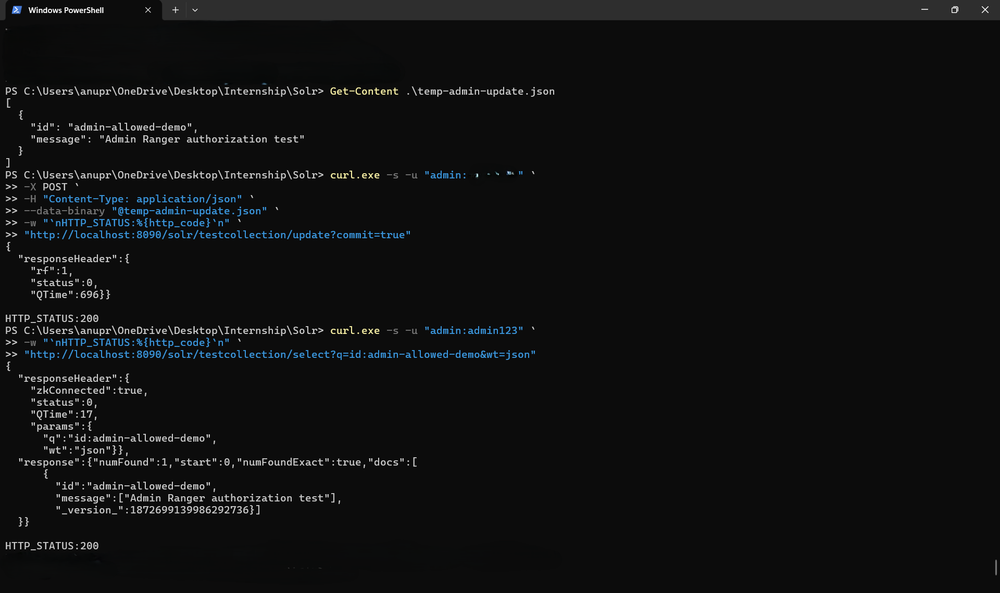 Windows PowerShell
PS C:\Users\anupr\OneDrive\Desktop\Internship\Solr> Get-Content .\temp-admin-update.json
[
  {
    "id": "admin-allowed-demo",
    "message": "Admin Ranger authorization test"
  }
]
PS C:\Users\anupr\OneDrive\Desktop\Internship\Solr> curl.exe -s -u "admin: " `
>> -X POST `
>> -H "Content-Type: application/json" `
>> --data-binary "@temp-admin-update.json" `
>> -w "`nHTTP_STATUS:%{http_code}`n" `
>> "http://localhost:8090/solr/testcollection/update?commit=true"
{
  "responseHeader":{
    "rf":1,
    "status":0,
    "QTime":696}}

HTTP_STATUS:200
PS C:\Users\anupr\OneDrive\Desktop\Internship\Solr> curl.exe -s -u "admin:admin123" `
>> -w "`nHTTP_STATUS:%{http_code}`n" `
>> "http://localhost:8090/solr/testcollection/select?q=id:admin-allowed-demo&wt=json"
{
  "responseHeader":{
    "zkConnected":true,
    "status":0,
    "QTime":17,
    "params":{
      "q":"id:admin-allowed-demo",
      "wt":"json"}},
  "response":{"numFound":1,"start":0,"numFoundExact":true,"docs":[
      {
        "id":"admin-allowed-demo",
        "message":["Admin Ranger authorization test"],
        "_version_":1872699139986292736}]
  }}

HTTP_STATUS:200